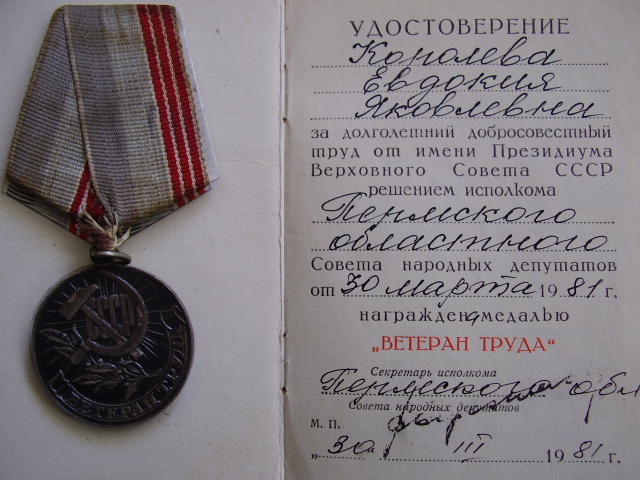 СССР
ВЕТЕРАН ТРУДА
УДОСТОВЕРЕНИЕ
Королева
Евдокия
Яковлевна
за долголетний добросовестный
труд от имени Президиума
Верховного Совета СССР
решением исполкома
Пермского
областного
Совета народных депутатов
от 30 марта 1981 г.
награжденa медалью
„ВЕТЕРАН ТРУДА“
Секретарь исполкома
Пермского обл
Совета народных депутатов
М. П.
„30“ III 1981 г.